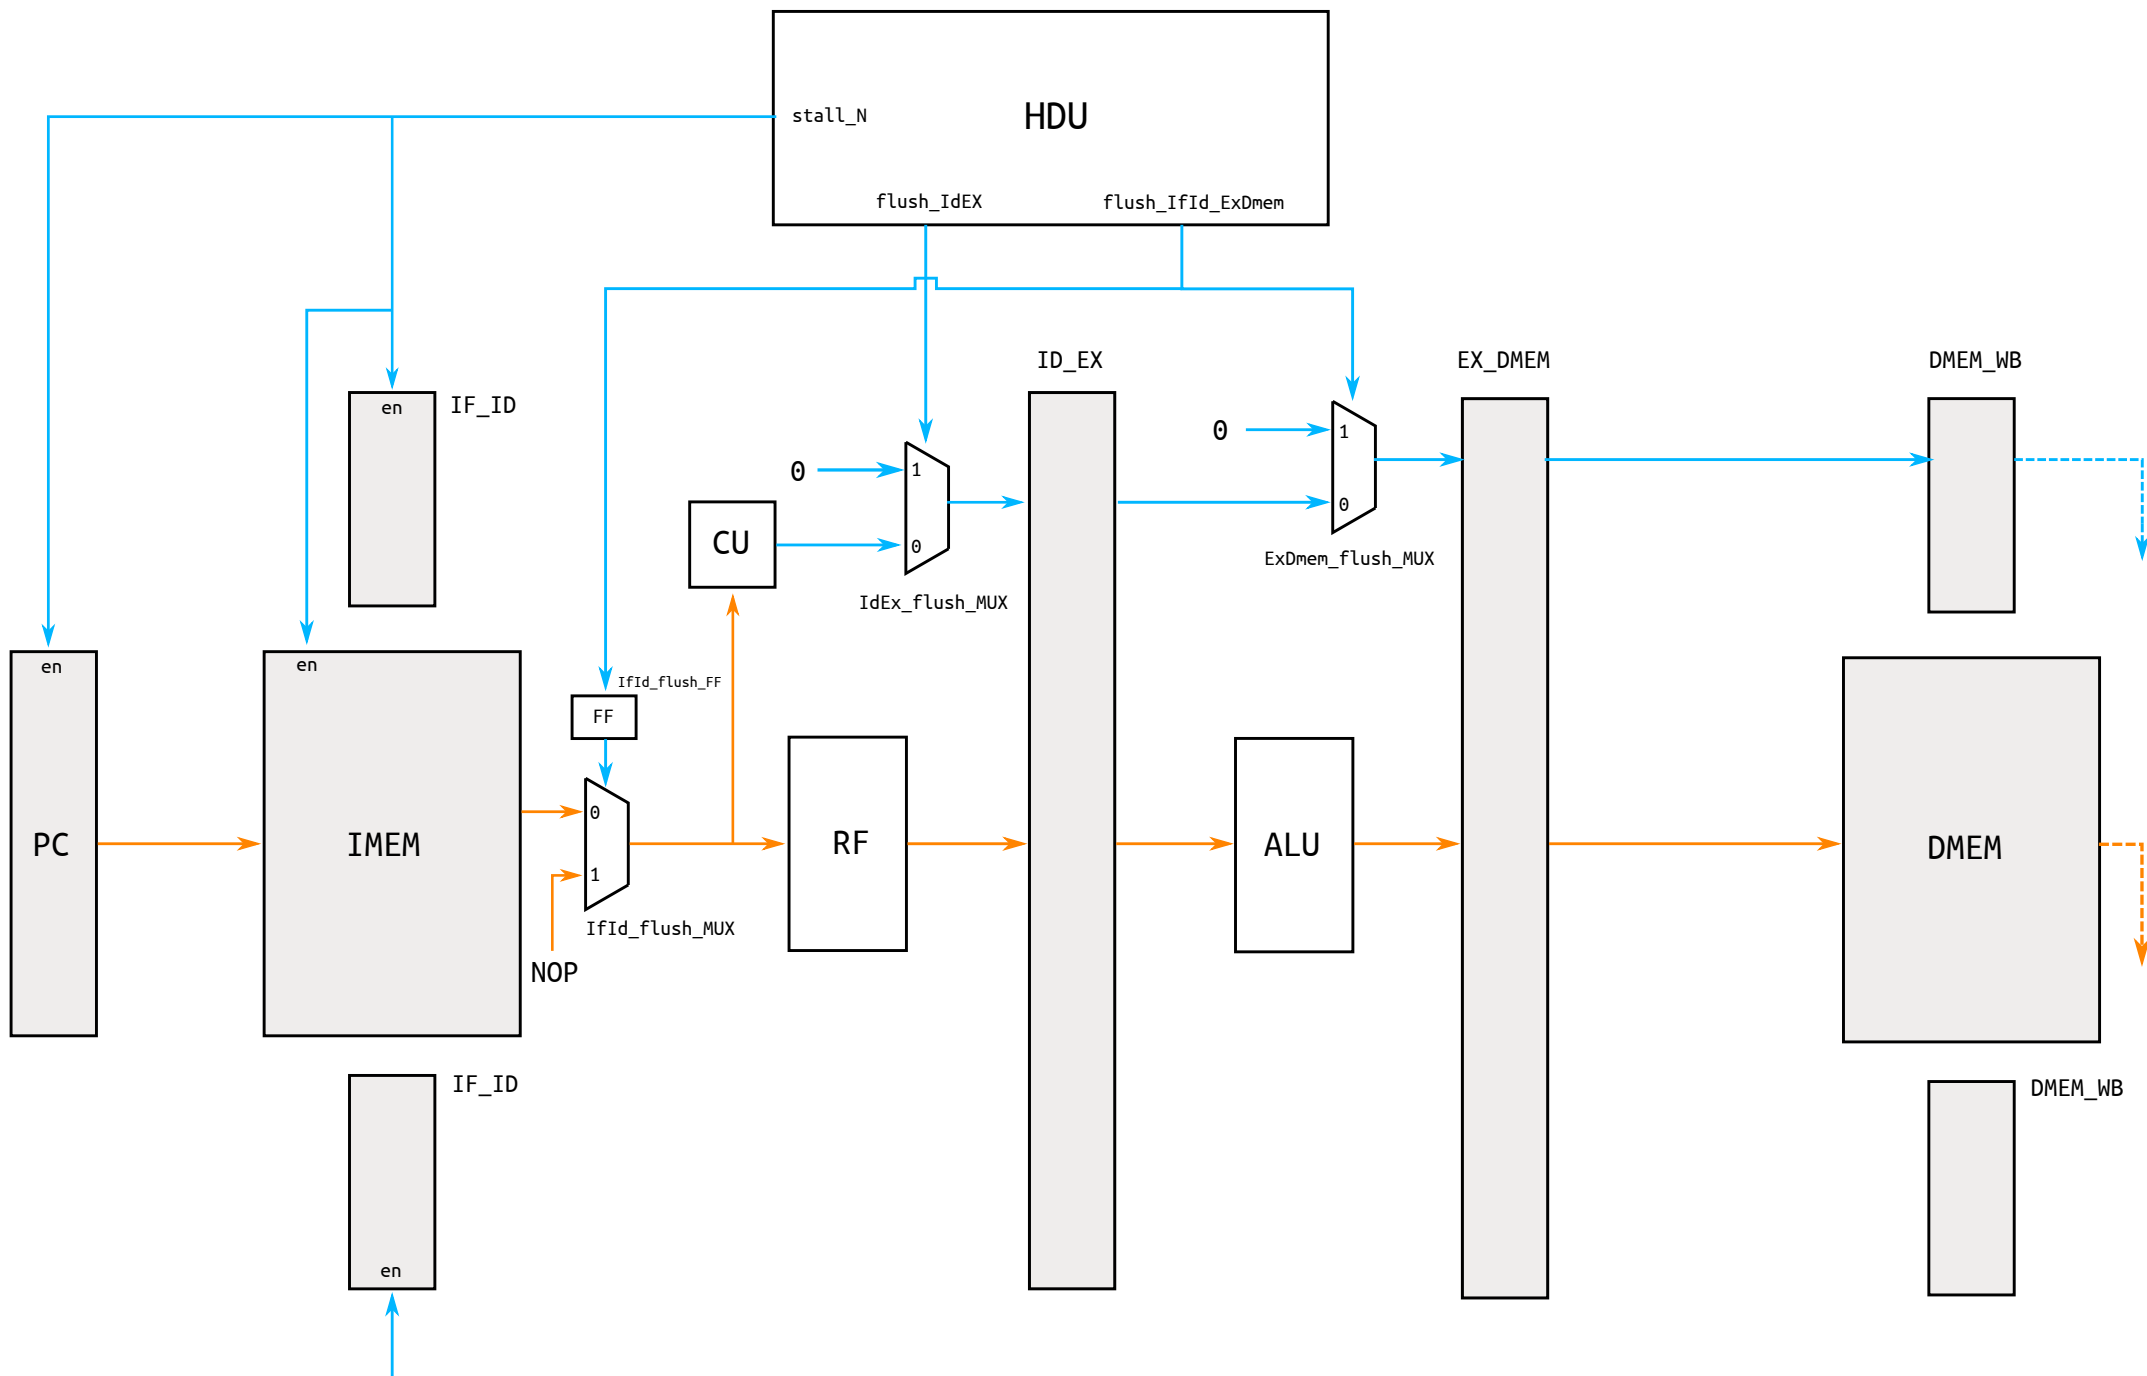 HDU
stall_N
flush_IdEX
flush_IfId_ExDmem
ID_EX
EX_DMEM
DMEM_WB
en
IF_ID
0
1
0
0
1
0
CU
IdEx_flush_MUX
ExDmem_flush_MUX
en
en
IfId_flush_FF
FF
0
1
PC
IMEM
RF
ALU
DMEM
IfId_flush_MUX
NOP
IF_ID
DMEM_WB
en